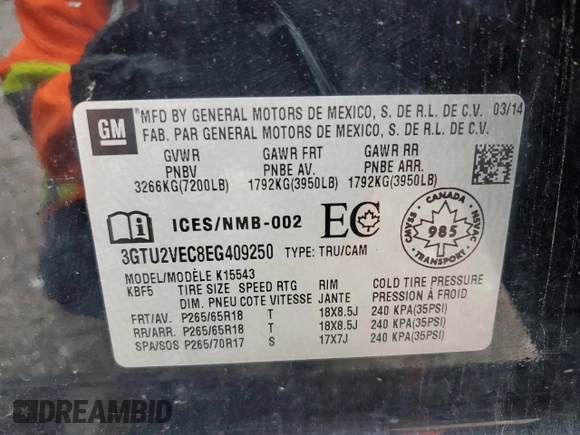 GM
*MFD BY GENERAL MOTORS DE MEXICO, S. DE R.L. DE C.V. 03/14
FAB. PAR GENERAL MOTORS DE MEXICO, S. DE R.L. DE C.V.
GVWR GAWR FRT GAWR RR
PNBV PNBE AV. PNBE ARR.
3266KG(7200LB) 1792KG(3950LB) 1792KG(3950LB)
i ICES/NMB-002 EC
CANADA
CMVSS 985 NSVAC
3GTU2VEC8EG409250 TYPE: TRU/CAM
MODEL/MODÈLE K15543
KBF5 TIRE SIZE SPEED RTG RIM COLD TIRE PRESSURE
DIM. PNEU COTE VITESSE JANTE PRESSION À FROID
FRT/AV. P265/65R18 T 18X8.5J 240 KPA(35PSI)
RR/ARR. P265/65R18 T 18X8.5J 240 KPA(35PSI)
SPA/SOS P265/70R17 S 17X7J 240 KPA(35PSI)
DREAMBID